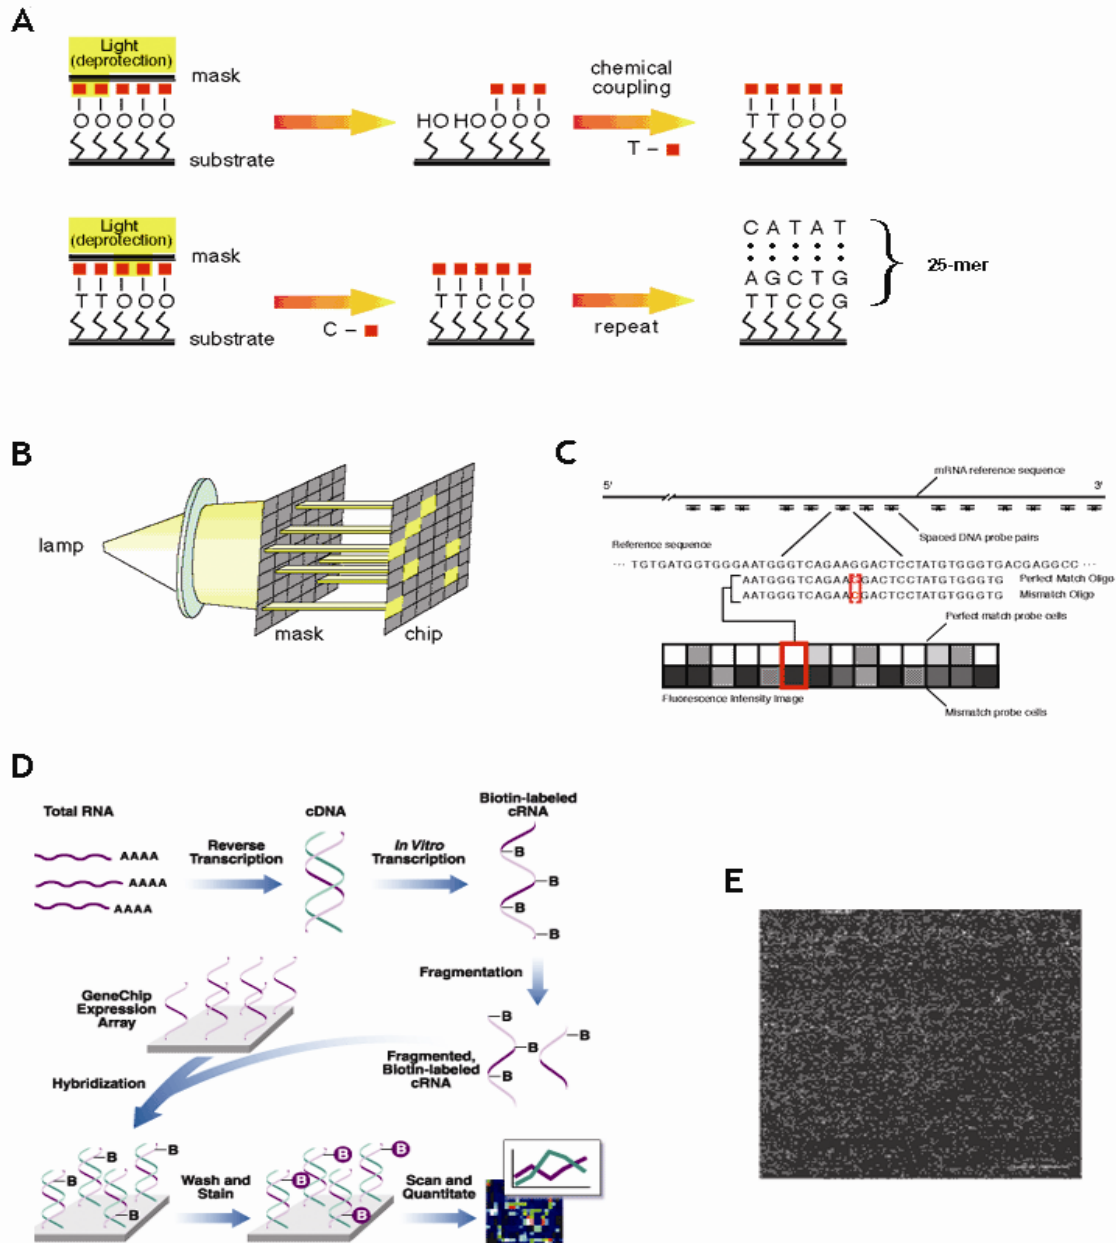 A
Light
(deprotection)
mask
O O O O O
substrate
HO HO O O O
chemical
coupling
T –
T T O O O
Light
(deprotection)
mask
T T O O O
substrate
C –
T T C C O
repeat
C A T A T
A G C T G
T T C C G
25-mer
B
lamp
mask
chip
C
mRNA reference sequence
5'
3'
Spaced DNA probe pairs
Reference sequence
··· TGTGATGGTGGGAATGGGTCAGAAGGACTCCTATGTGGGTGACGAGGCC ···
AATGGGTCAGAAGGACTCCTATGTGGGTG Perfect Match Oligo
AATGGGTCAGAACGACTCCTATGTGGGTG Mismatch Oligo
Perfect match probe cells
Fluorescence Intensity Image
Mismatch probe cells
D
Total RNA
AAAA
AAAA
AAAA
Reverse
Transcription
cDNA
In Vitro
Transcription
Biotin-labeled
cRNA
B
B
B
B
Fragmentation
GeneChip
Expression
Array
B
B
B
Fragmented,
Biotin-labeled
cRNA
Hybridization
B
B
B
B
Wash and
Stain
B
B
B
B
Scan and
Quantitate
E